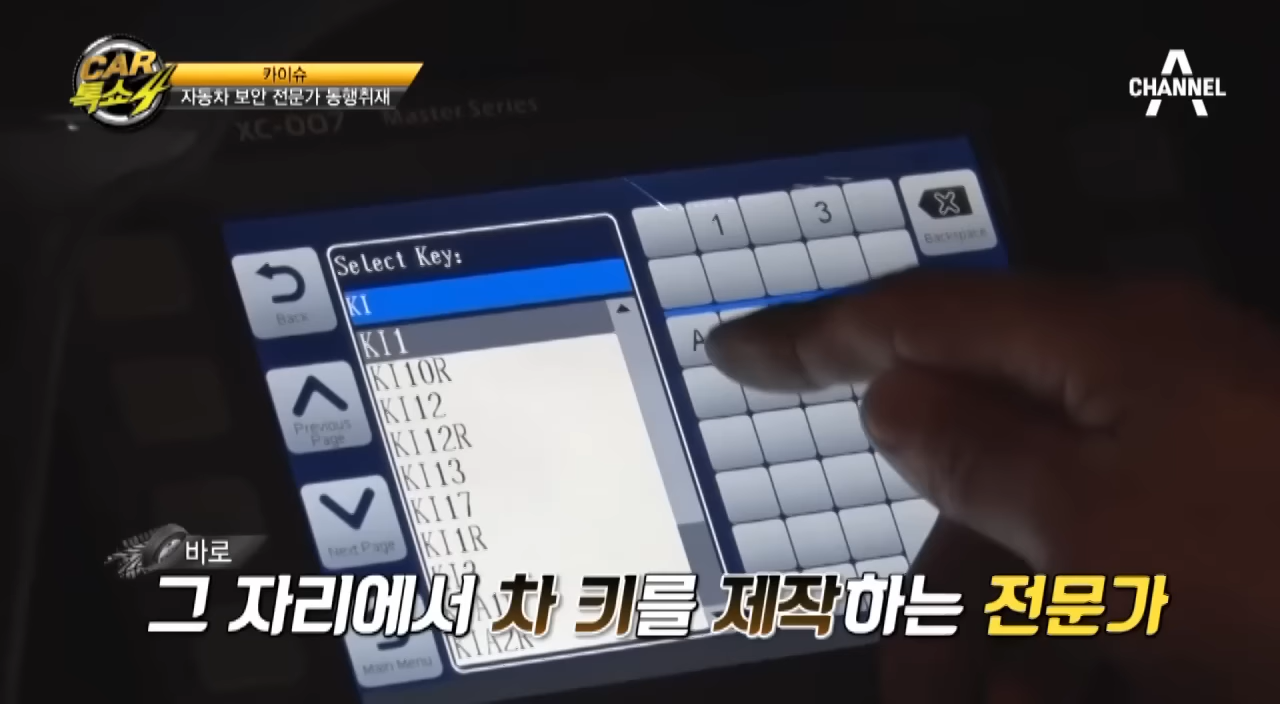 CAR
특쇼4
카이슈
자동차 보안 전문가 동행취재
CHANNEL A
XC-007 Master Series
Select Key:
KI
KI1
KI10R
KI12
KI12R
KI13
KI17
KI1R
KIA2R
Back
Previous
Page
Next Page
Main Menu
1
3
Backspace
A
바로
그 자리에서 차 키를 제작하는 전문가